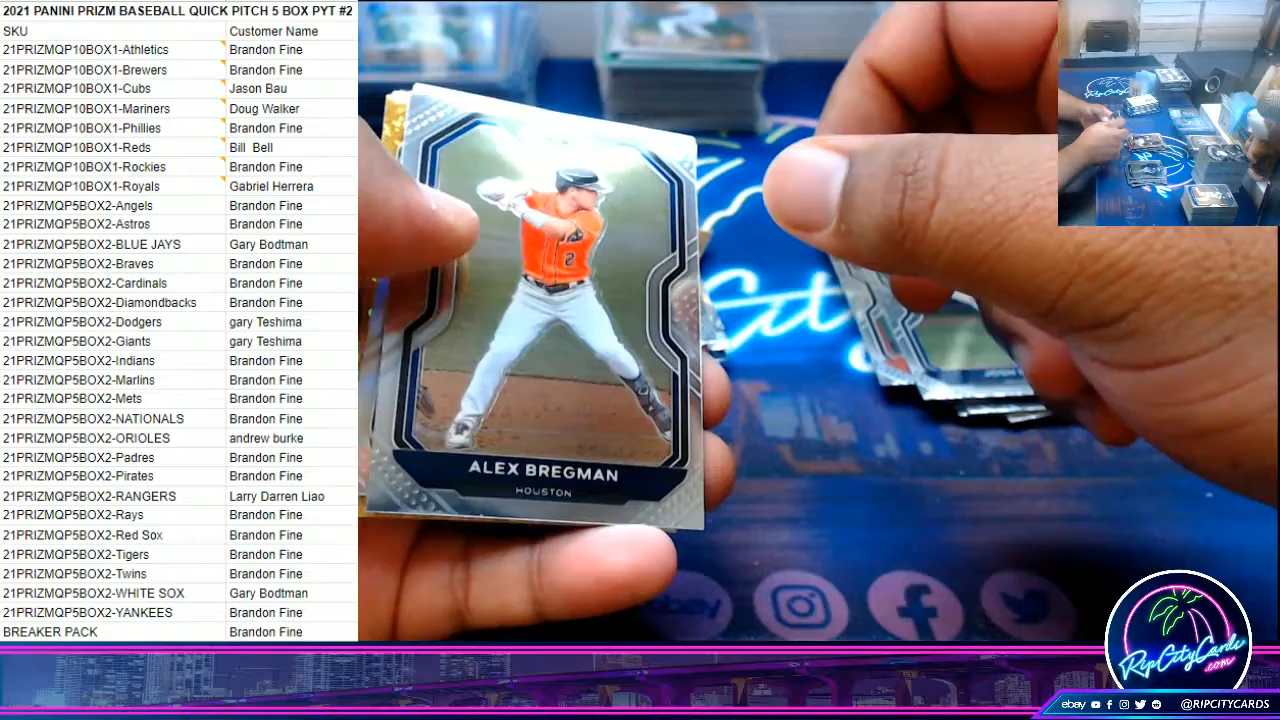 2021 PANINI PRIZM BASEBALL QUICK PITCH 5 BOX PYT #2
SKU Customer Name
21PRIZMQP10BOX1-Athletics Brandon Fine
21PRIZMQP10BOX1-Brewers Brandon Fine
21PRIZMQP10BOX1-Cubs Jason Bau
21PRIZMQP10BOX1-Mariners Doug Walker
21PRIZMQP10BOX1-Phillies Brandon Fine
21PRIZMQP10BOX1-Reds Bill Bell
21PRIZMQP10BOX1-Rockies Brandon Fine
21PRIZMQP10BOX1-Royals Gabriel Herrera
21PRIZMQP5BOX2-Angels Brandon Fine
21PRIZMQP5BOX2-Astros Brandon Fine
21PRIZMQP5BOX2-BLUE JAYS Gary Bodtman
21PRIZMQP5BOX2-Braves Brandon Fine
21PRIZMQP5BOX2-Cardinals Brandon Fine
21PRIZMQP5BOX2-Diamondbacks Brandon Fine
21PRIZMQP5BOX2-Dodgers gary Teshima
21PRIZMQP5BOX2-Giants gary Teshima
21PRIZMQP5BOX2-Indians Brandon Fine
21PRIZMQP5BOX2-Marlins Brandon Fine
21PRIZMQP5BOX2-Mets Brandon Fine
21PRIZMQP5BOX2-NATIONALS Brandon Fine
21PRIZMQP5BOX2-ORIOLES andrew burke
21PRIZMQP5BOX2-Padres Brandon Fine
21PRIZMQP5BOX2-Pirates Brandon Fine
21PRIZMQP5BOX2-RANGERS Larry Darren Liao
21PRIZMQP5BOX2-Rays Brandon Fine
21PRIZMQP5BOX2-Red Sox Brandon Fine
21PRIZMQP5BOX2-Tigers Brandon Fine
21PRIZMQP5BOX2-Twins Brandon Fine
21PRIZMQP5BOX2-WHITE SOX Gary Bodtman
21PRIZMQP5BOX2-YANKEES Brandon Fine
BREAKER PACK Brandon Fine
2
ALEX BREGMAN
HOUSTON
City
ebay
RipCityCards
.com
ebay @RIPCITYCARDS